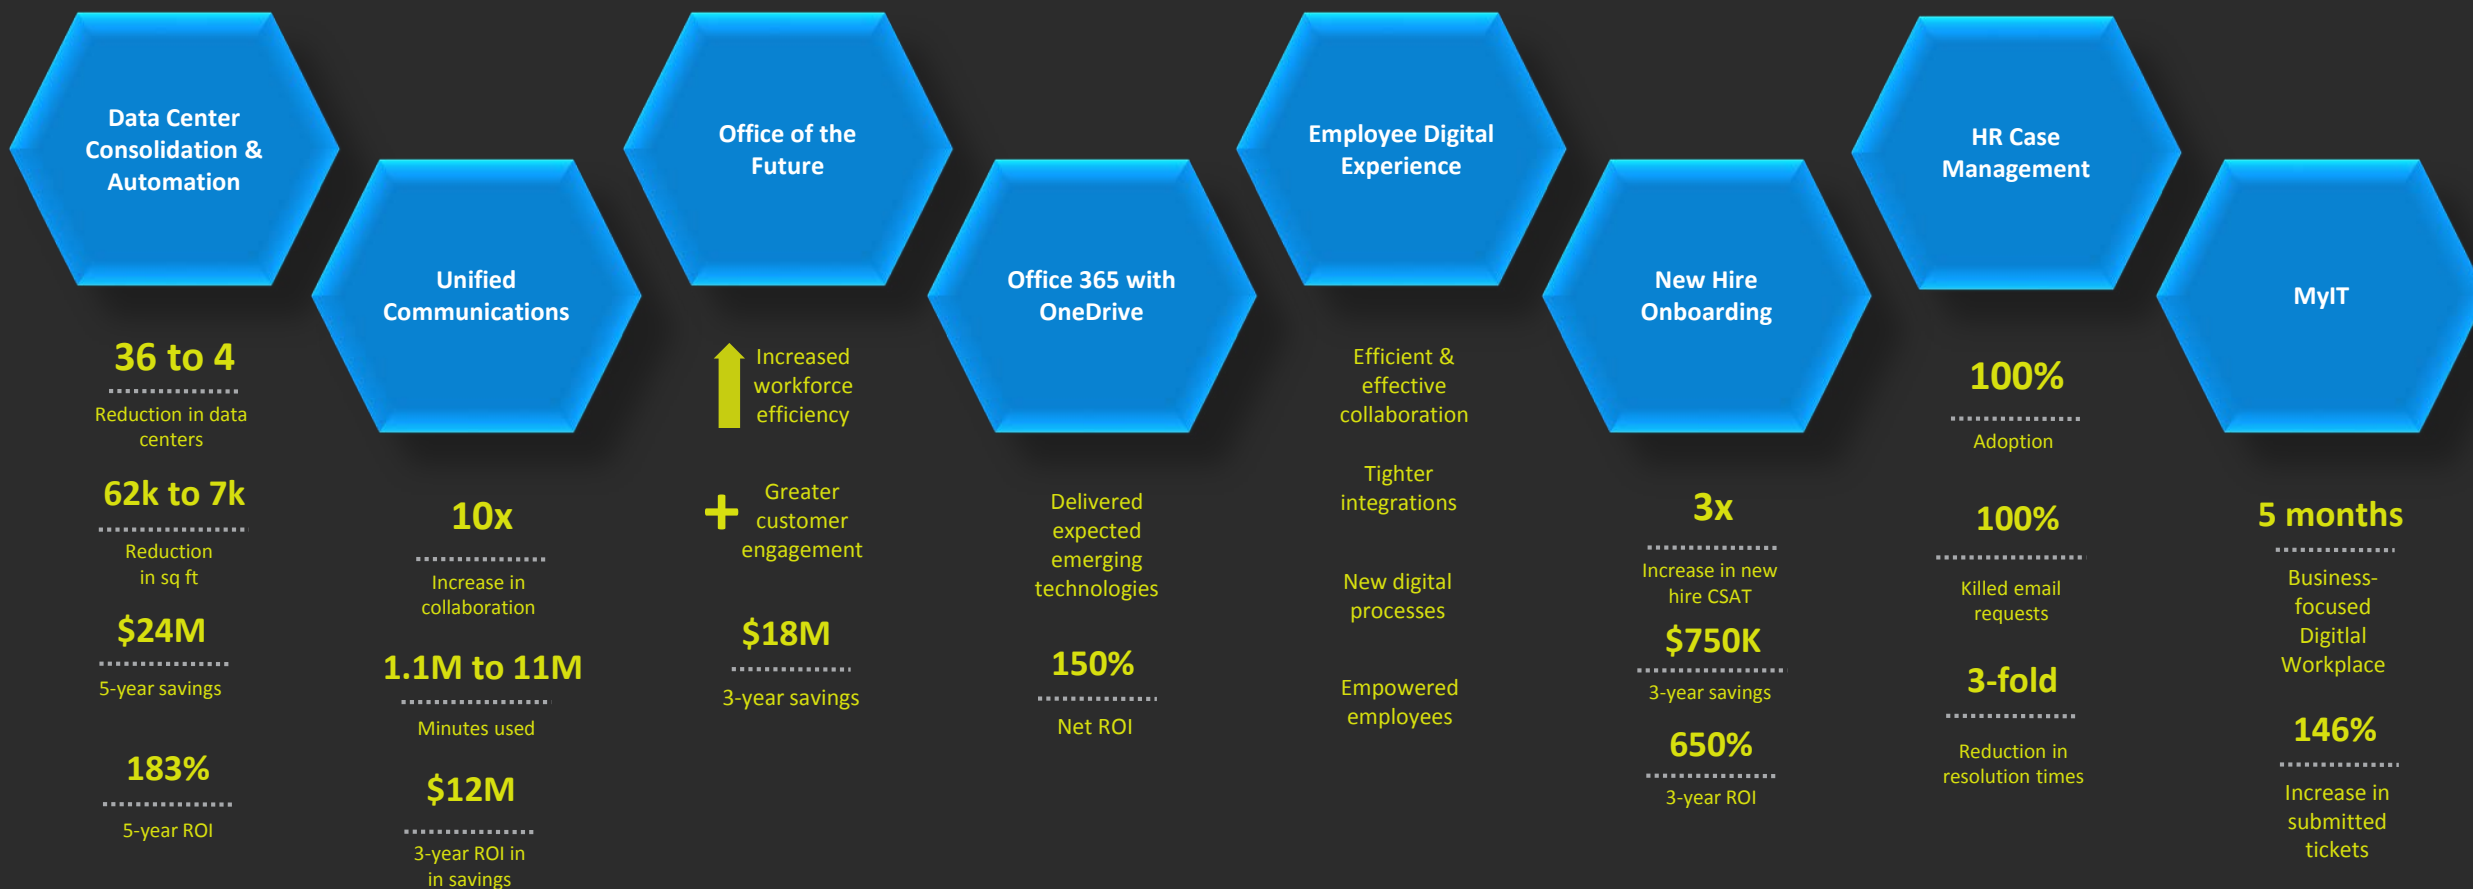 Data Center
Consolidation &
Automation
36 to 4
Reduction in data
centers
62k to 7k
Reduction
in sq ft
$24M
5-year savings
183%
5-year ROI
Unified
Communications
10x
Increase in
collaboration
1.1M to 11M
Minutes used
$12M
3-year ROI in
in savings
Office of the
Future
Increased
workforce
efficiency
+
Greater
customer
engagement
$18M
3-year savings
Office 365 with
OneDrive
Delivered
expected
emerging
technologies
150%
Net ROI
Employee Digital
Experience
Efficient &
effective
collaboration
Tighter
integrations
New digital
processes
Empowered
employees
New Hire
Onboarding
3x
Increase in new
hire CSAT
$750K
3-year savings
650%
3-year ROI
HR Case
Management
100%
Adoption
100%
Killed email
requests
3-fold
Reduction in
resolution times
MyIT
5 months
Business-
focused
Digitlal
Workplace
146%
Increase in
submitted
tickets